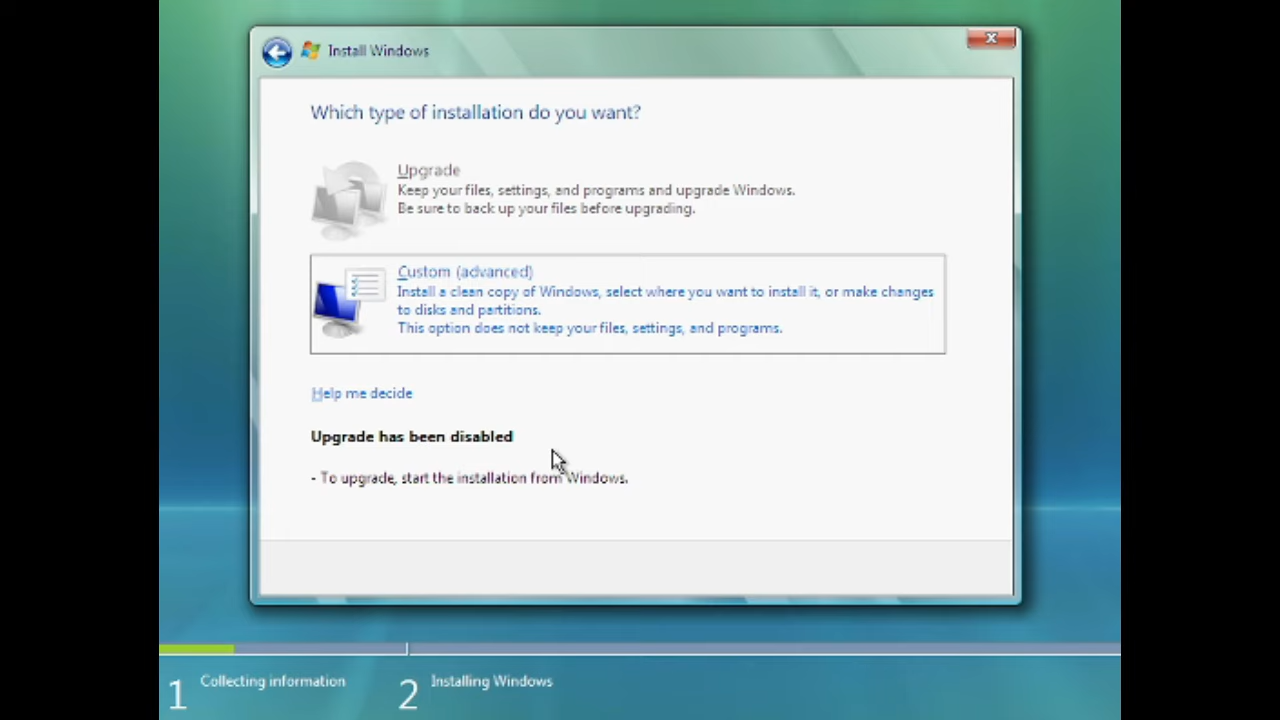 Install Windows
Which type of installation do you want?
Upgrade
Keep your files, settings, and programs and upgrade Windows.
Be sure to back up your files before upgrading.
Custom (advanced)
Install a clean copy of Windows, select where you want to install it, or make changes
to disks and partitions.
This option does not keep your files, settings, and programs.
Help me decide
Upgrade has been disabled
- To upgrade, start the installation from Windows.
1 Collecting information 2 Installing Windows